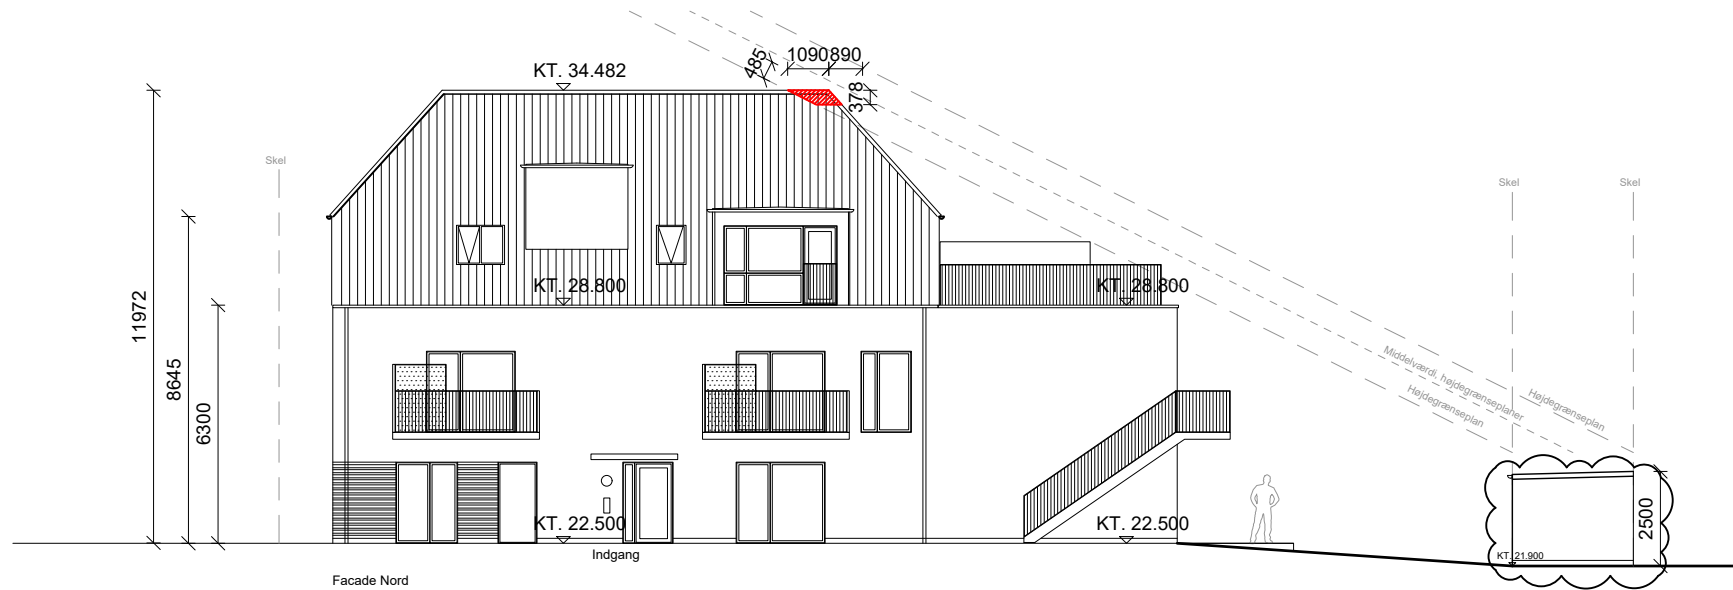 485
1090
890
KT. 34.482
378
Skel
Skel
Skel
11972
8645
6300
KT. 28.800
KT. 28.800
Middelværdi, højdegrænseplaner
Højdegrænseplan
Højdegrænseplan
KT. 22.500
KT. 22.500
2500
KT. 21.900
Indgang
Facade Nord